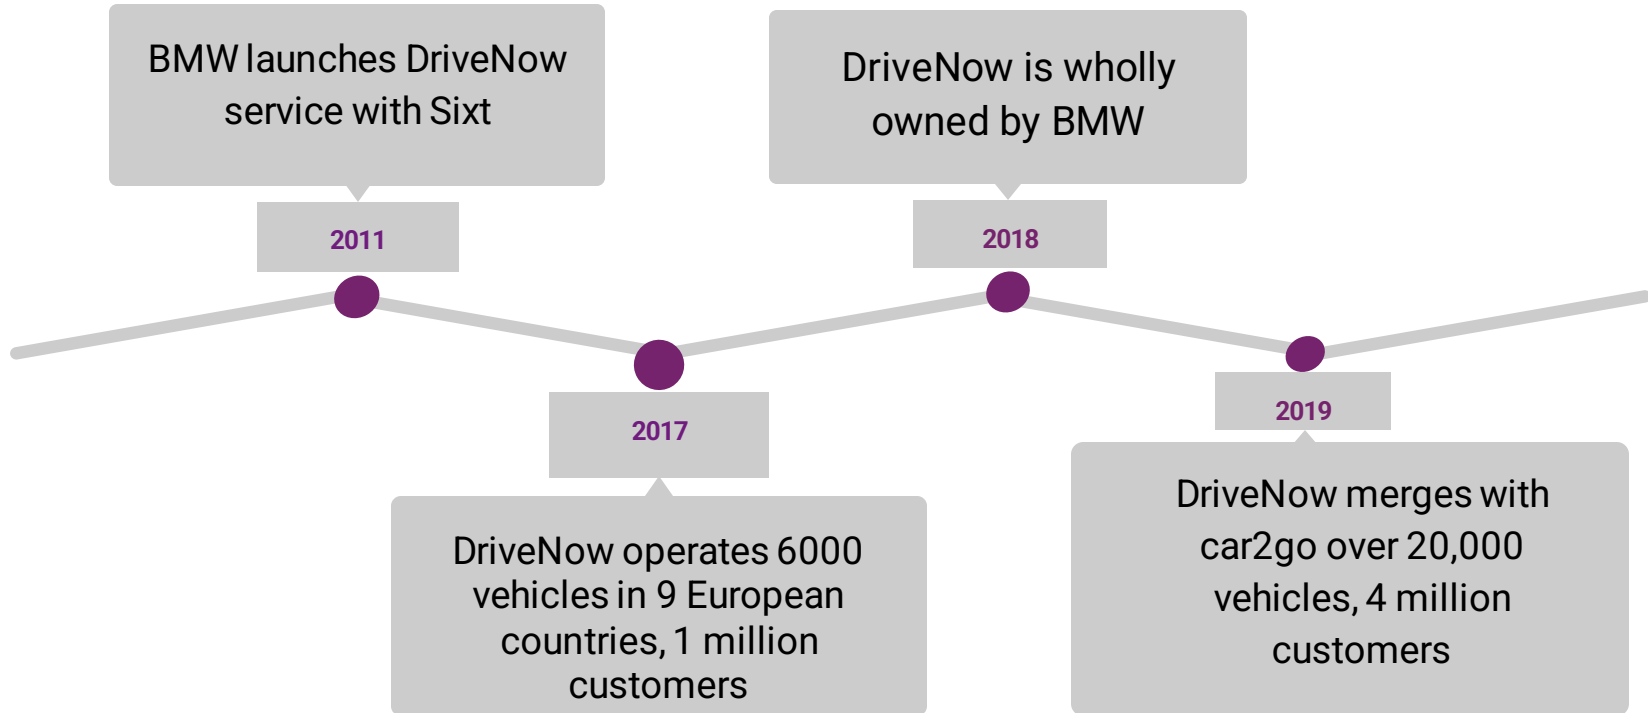 BMW launches DriveNow
service with Sixt
2011
DriveNow operates 6000
vehicles in 9 European
countries, 1 million
customers
2017
DriveNow is wholly
owned by BMW
2018
DriveNow merges with
car2go over 20,000
vehicles, 4 million
customers
2019